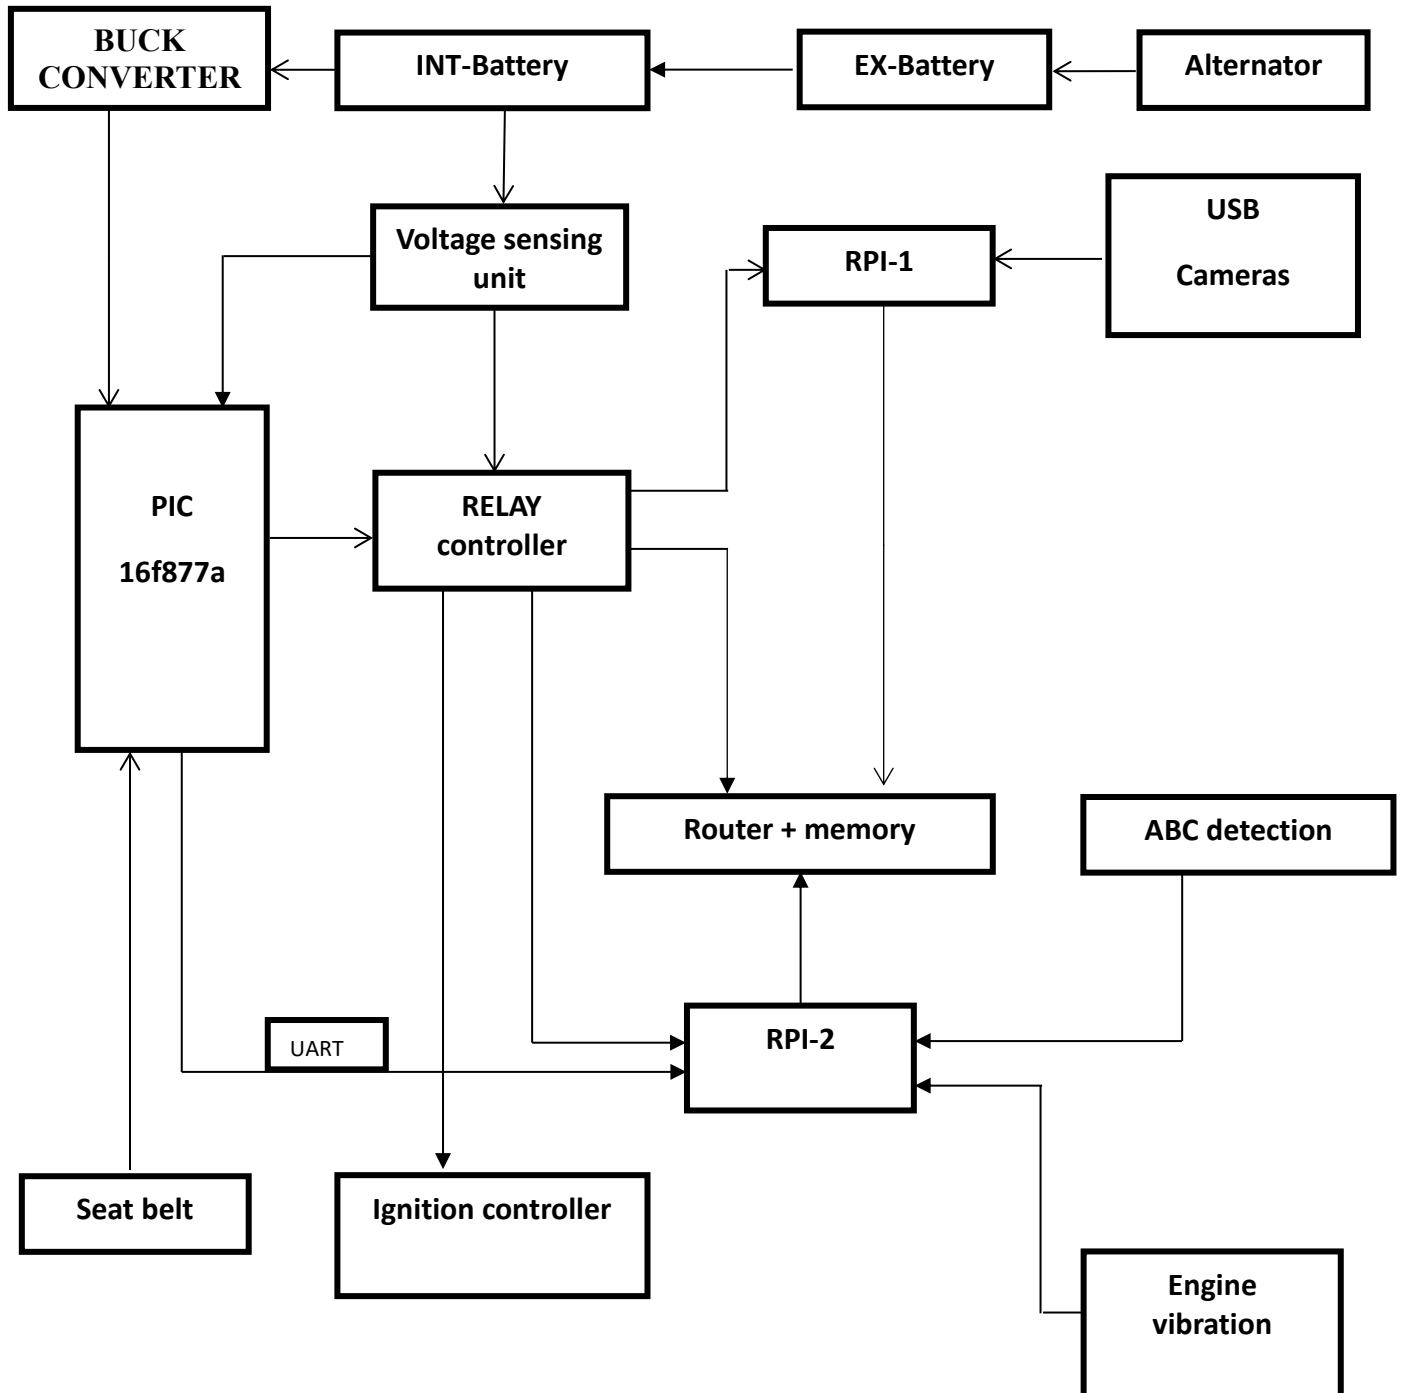 BUCK
CONVERTER
INT-Battery
EX-Battery
Alternator
Voltage sensing
unit
RPI-1
USB
Cameras
PIC
16f877a
RELAY
controller
Router + memory
ABC detection
UART
RPI-2
Seat belt
Ignition controller
Engine
vibration